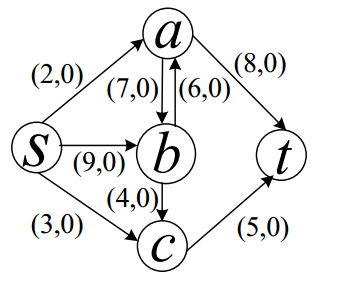 a
(2,0)
(8,0)
(7,0)
(6,0)
s
b
t
(9,0)
(4,0)
(3,0)
(5,0)
c